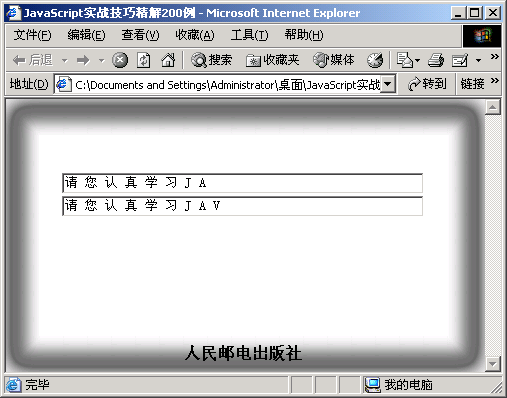 JavaScript实战技巧精解200例 - Microsoft Internet Explorer
文件(F) 编辑(E) 查看(V) 收藏(A) 工具(T) 帮助(H)
后退 搜索 收藏夹 媒体
地址(D) C:\Documents and Settings\Administrator\桌面\JavaScript实战 转到 链接
请 您 认 真 学 习 J A
请 您 认 真 学 习 J A V
人民邮电出版社
完毕 我的电脑